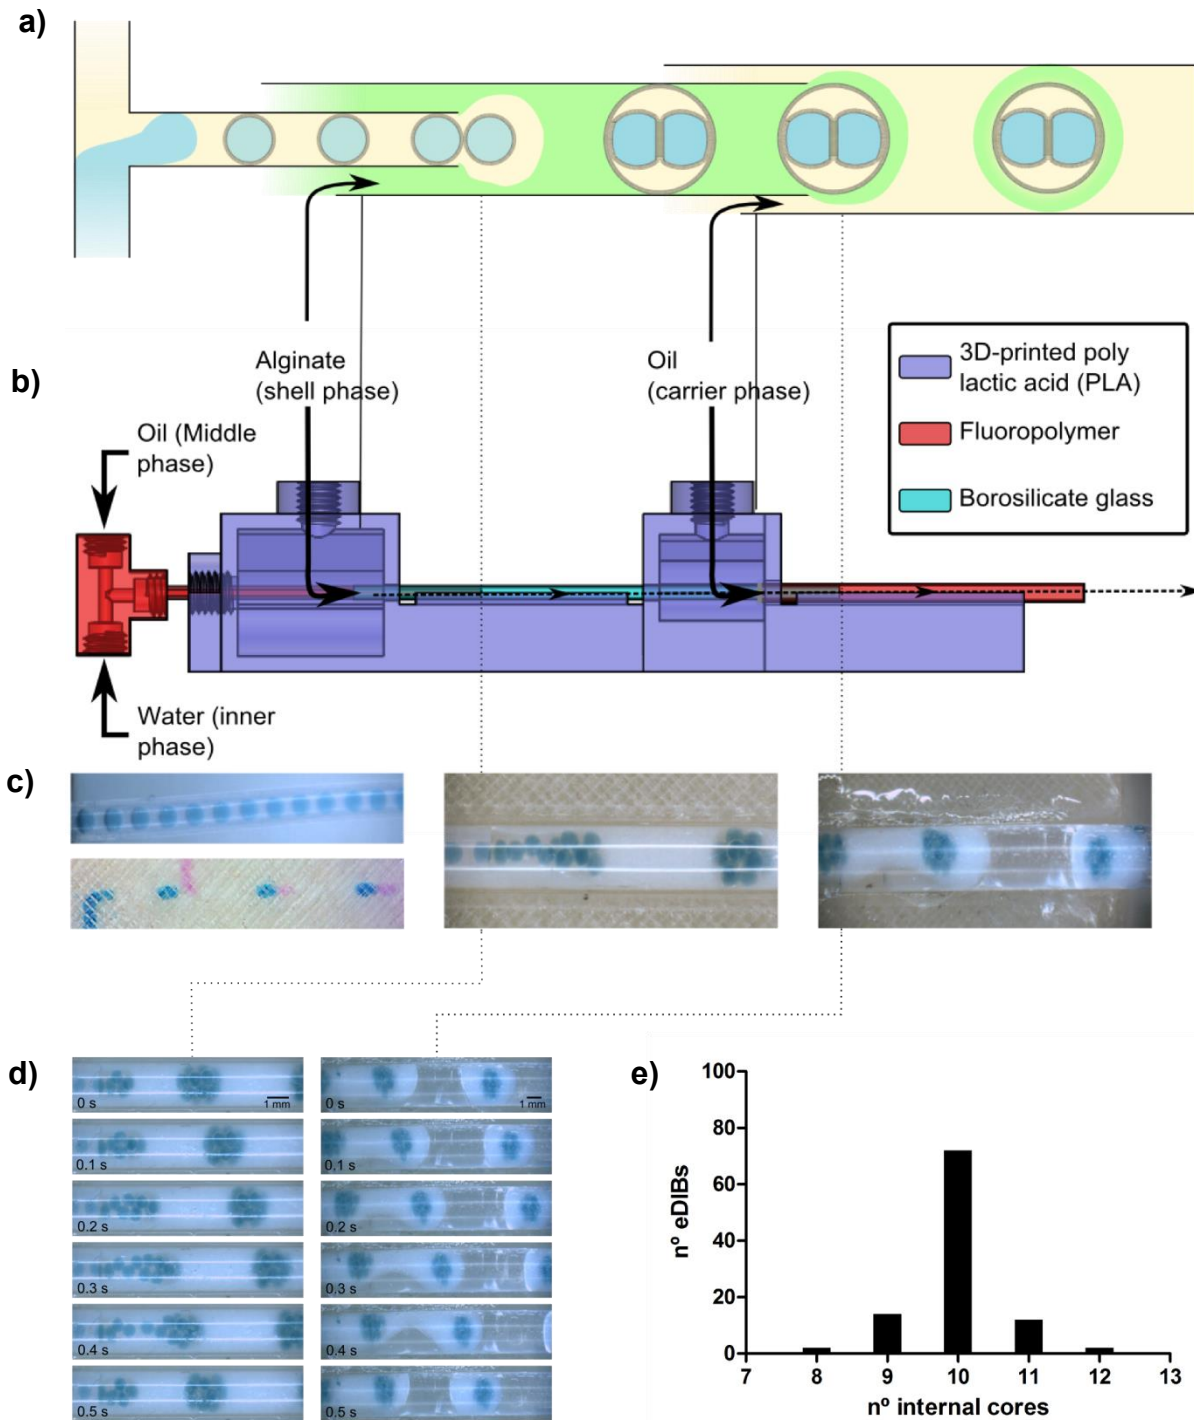 a)
Alginate
(shell phase)
Oil
(carrier phase)
3D-printed poly
lactic acid (PLA)
Fluoropolymer
Borosilicate glass
b)
Oil (Middle
phase)
Water (inner
phase)
c)
d)
0 s
1 mm
0.1 s
0.2 s
0.3 s
0.4 s
0.5 s
0 s
1 mm
0.1 s
0.2 s
0.3 s
0.4 s
0.5 s
e)
nº eDIBs
100
80
60
40
20
0
7 8 9 10 11 12 13
nº internal cores